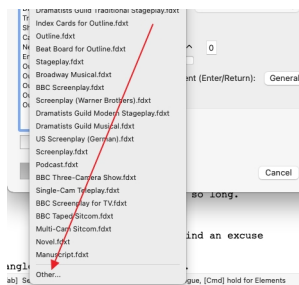 Dramatists Guild Traditional Stageplay.fdxt
Index Cards for Outline.fdxt
Outline.fdxt
Beat Board for Outline.fdxt
Stageplay.fdxt
Broadway Musical.fdxt
BBC Screenplay.fdxt
Screenplay (Warner Brothers).fdxt
Dramatists Guild Modern Stageplay.fdxt
Dramatists Guild Musical.fdxt
US Screenplay (German).fdxt
Screenplay.fdxt
Podcast.fdxt
BBC Three-Camera Show.fdxt
Single-Cam Teleplay.fdxt
BBC Screenplay for TV.fdxt
BBC Taped Sitcom.fdxt
Multi-Cam Sitcom.fdxt
Novel.fdxt
Manuscript.fdxt
Other...
0
ent (Enter/Return): General
Cancel
so long.
ind an excuse
angl
ab] Se
gue, [Cmd] hold for Elements